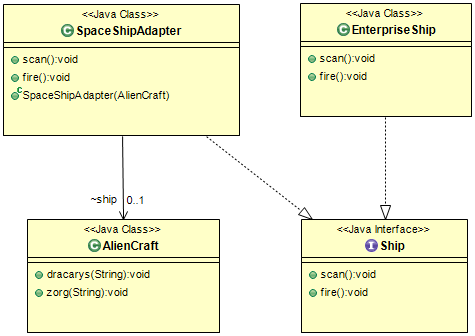 <<Java Class>>
SpaceShipAdapter
scan():void
fire():void
SpaceShipAdapter(AlienCraft)
<<Java Class>>
EnterpriseShip
scan():void
fire():void
~ship 0..1
<<Java Class>>
AlienCraft
dracarys(String):void
zorg(String):void
<<Java Interface>>
Ship
scan():void
fire():void